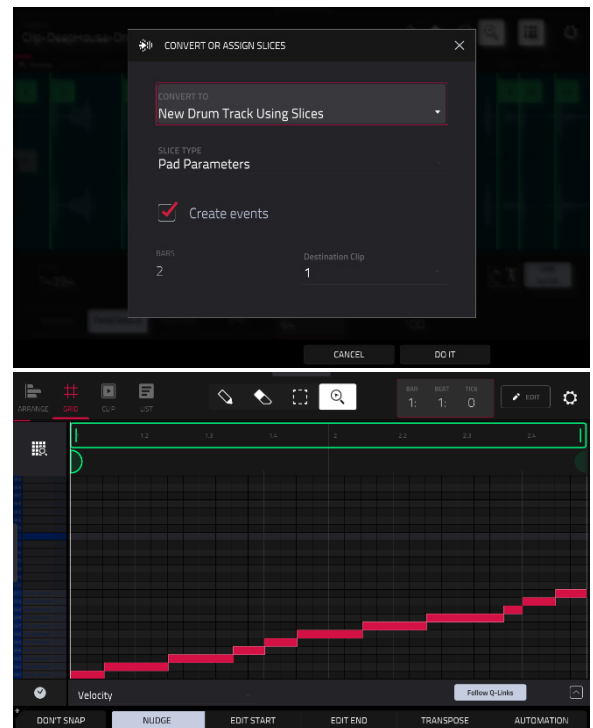 Clip-DeepHouse-Dr
CONVERT OR ASSIGN SLICES
CONVERT TO
New Drum Track Using Slices
SLICE TYPE
Pad Parameters
Create events
BARS
Destination Clip
2
1
CANCEL
DO IT
ARRANGE
GRID
CLIP
LIST
BAR
BEAT
TICK
1:
1:
0
EDIT
1.2
1.3
1.4
2
2.2
2.3
2.4
Velocity
Follow Q-Links
DON'T SNAP
NUDGE
EDIT START
EDIT END
TRANSPOSE
AUTOMATION